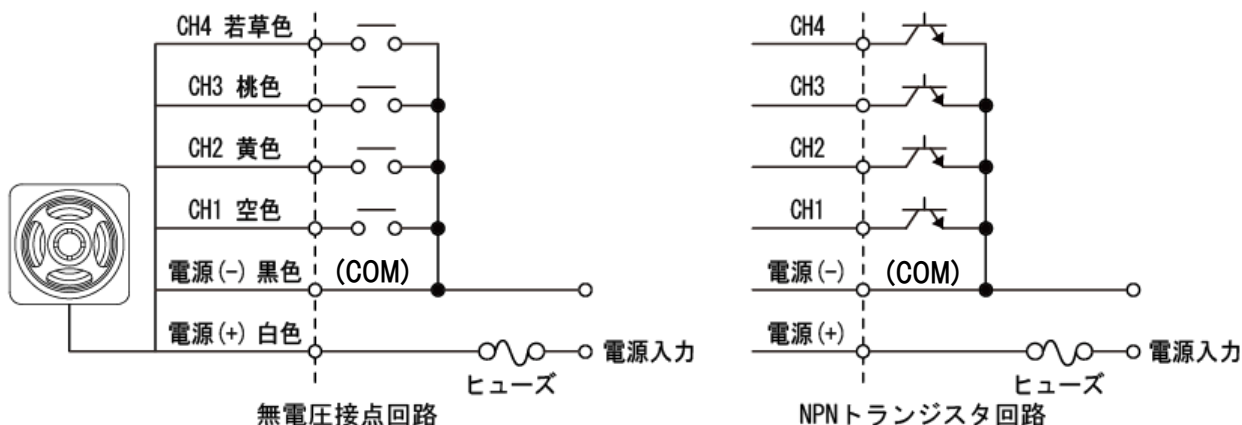 CH4 若草色
CH3 桃色
CH2 黄色
CH1 空色
電源(-) 黒色 (COM)
電源(+) 白色
電源入力
ヒューズ
無電圧接点回路
CH4
CH3
CH2
CH1
電源(-) (COM)
電源(+)
電源入力
ヒューズ
NPNトランジスタ回路